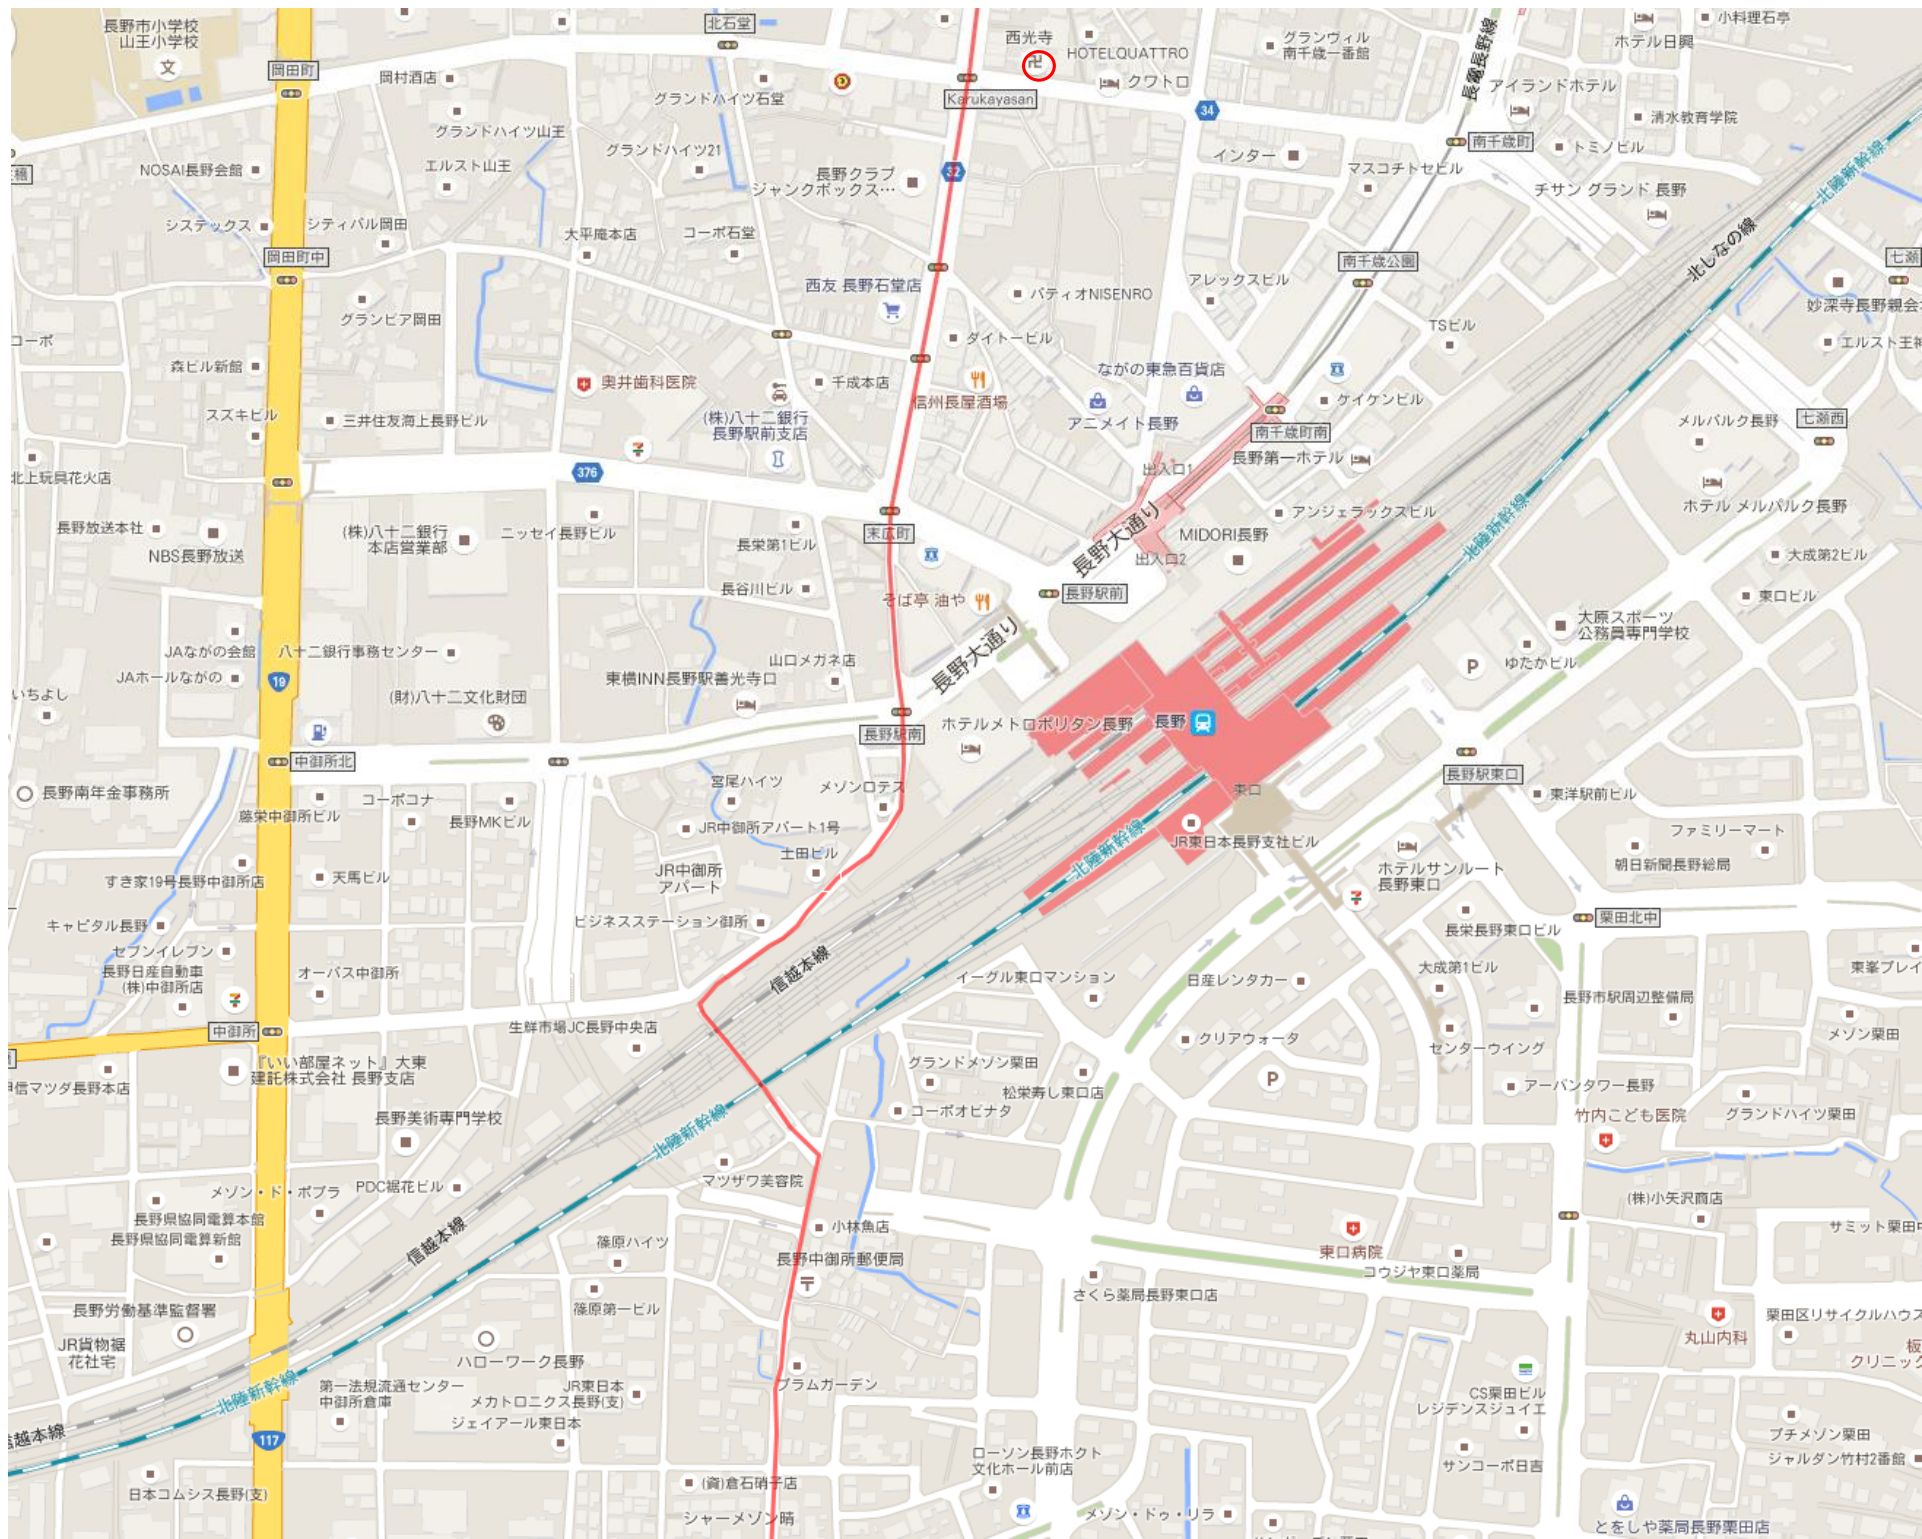 長野市小学校
山王小学校
岡田町
北石堂
岡村酒店
グランドハイツ石堂
グランドハイツ山王
エルスト山王
グランドハイツ21
NOSAI長野会館
システックス
シティパル岡田
岡田町中
大平庵本店
コーポ石堂
長野クラブ
ジャンクボックス…
西光寺
HOTELQUATTRO
クワトロ
Karukayasan
32
34
グランヴィル
南千歳一番館
長電長野線
小料理石亭
ホテル日興
アイランドホテル
清水教育学院
南千歳町
トミノビル
インター
マスコチトセビル
チサン グランド 長野
北陸新幹線
北しなの線
七瀬
妙深寺長野親会
エルスト王神
南千歳公園
アレックスビル
TSビル
パティオNISENRO
ダイトービル
西友 長野石堂店
グランピア岡田
コーポ
森ビル新館
スズキビル
三井住友海上長野ビル
奥井歯科医院
千成本店
(株)八十二銀行
長野駅前支店
信州長屋酒場
ながの東急百貨店
アニメイト長野
ケイケンビル
南千歳町南
長野第一ホテル
出入口1
メルパルク長野
七瀬西
ホテル メルパルク長野
北上玩具花火店
376
長野放送本社
NBS長野放送
(株)八十二銀行
本店営業部
ニッセイ長野ビル
長栄第1ビル
末広町
長野大通り
アンジェラックスビル
MIDORI長野
出入口2
北陸新幹線
大成第2ビル
東口ビル
長谷川ビル
そば亭 油や
長野駅前
大原スポーツ
公務員専門学校
ゆたかビル
P
JAながの会館
八十二銀行事務センター
JAホールながの
19
(財)八十二文化財団
いちよし
山口メガネ店
東横INN長野駅善光寺口
長野大通り
長野駅南
ホテルメトロポリタン長野
長野
中御所北
長野駅東口
東洋駅前ビル
長野南年金事務所
藤栄中御所ビル
コーポコナ
長野MKビル
宮尾ハイツ
メゾンロテス
JR中御所アパート1号
土田ビル
JR中御所
アパート
東口
JR東日本長野支社ビル
北陸新幹線
ホテルサンルート
長野東口
ファミリーマート
朝日新聞長野総局
すき家19号長野中御所店
天馬ビル
キャピタル長野
セブンイレブン
長野日産自動車
(株)中御所店
オーパス中御所
ビジネスステーション御所
信越本線
イーグル東口マンション
日産レンタカー
長栄長野東口ビル
栗田北中
大成第1ビル
東峯プレイ
長野市駅周辺整備局
メゾン栗田
中御所
生鮮市場JC長野中央店
『いい部屋ネット』大東
建託株式会社 長野支店
甲信マツダ長野本店
グランドメゾン栗田
クリアウォータ
センターウイング
松栄寿し東口店
コーポオビナタ
P
アーバンタワー長野
竹内こども医院
グランドハイツ栗田
長野美術専門学校
北陸新幹線
マツザワ美容院
メゾン・ド・ポプラ
PDC裾花ビル
長野県協同電算本館
長野県協同電算新館
信越本線
小林魚店
篠原ハイツ
長野中御所郵便局
(株)小矢沢商店
サミット栗田中
東口病院
コウジヤ東口薬局
さくら薬局長野東口店
篠原第一ビル
長野労働基準監督署
JR貨物裾
花社宅
ハローワーク長野
栗田区リサイクルハウス
丸山内科
板
クリニック
北陸新幹線
第一法規流通センター
中御所倉庫
JR東日本
メカトロニクス長野(支)
ジェイアール東日本
プラムガーデン
CS栗田ビル
レジデンスジュイエ
信越本線
117
サンコーポ日吉
プチメゾン栗田
ジャルダン竹村2番館
日本コムシス長野(支)
(資)倉石硝子店
シャーメゾン晴
ローソン長野ホクト
文化ホール前店
メゾン・ドゥ・リラ
とをしや薬局長野栗田店